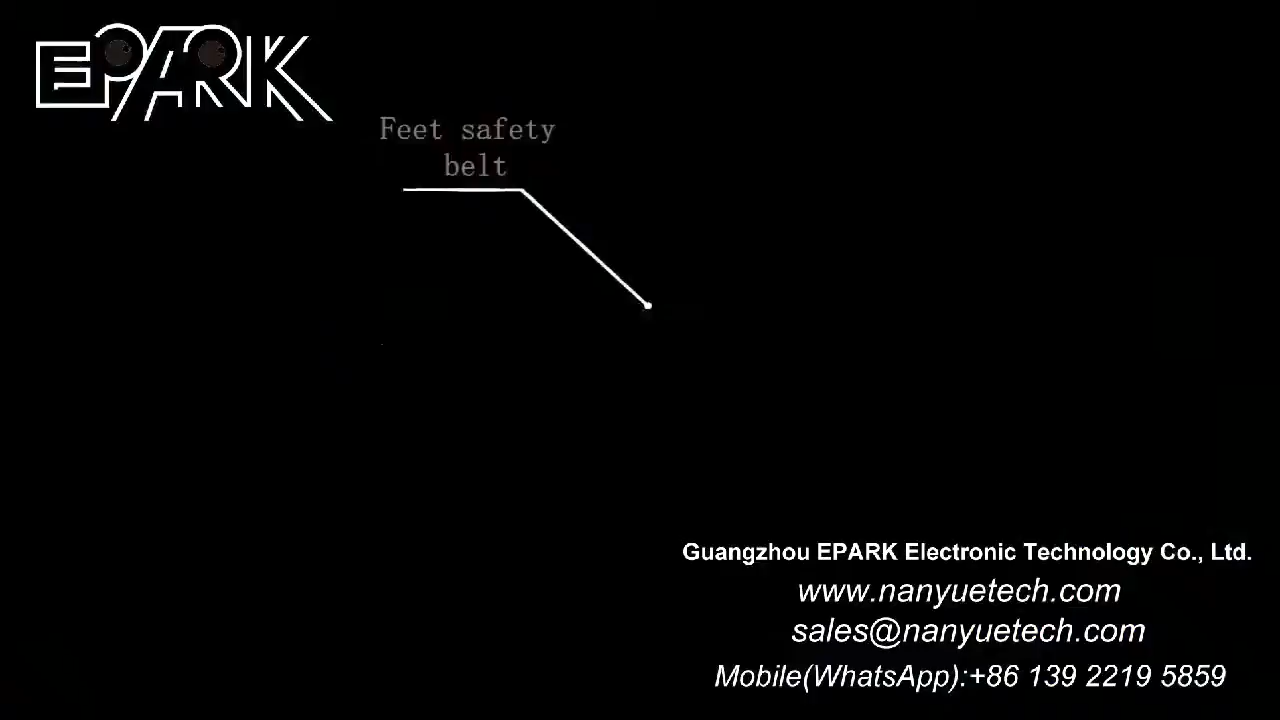 EPARK
Feet safety
belt
Guangzhou EPARK Electronic Technology Co., Ltd.
www.nanyuetech.com
sales@nanyuetech.com
Mobile(WhatsApp):+86 139 2219 5859